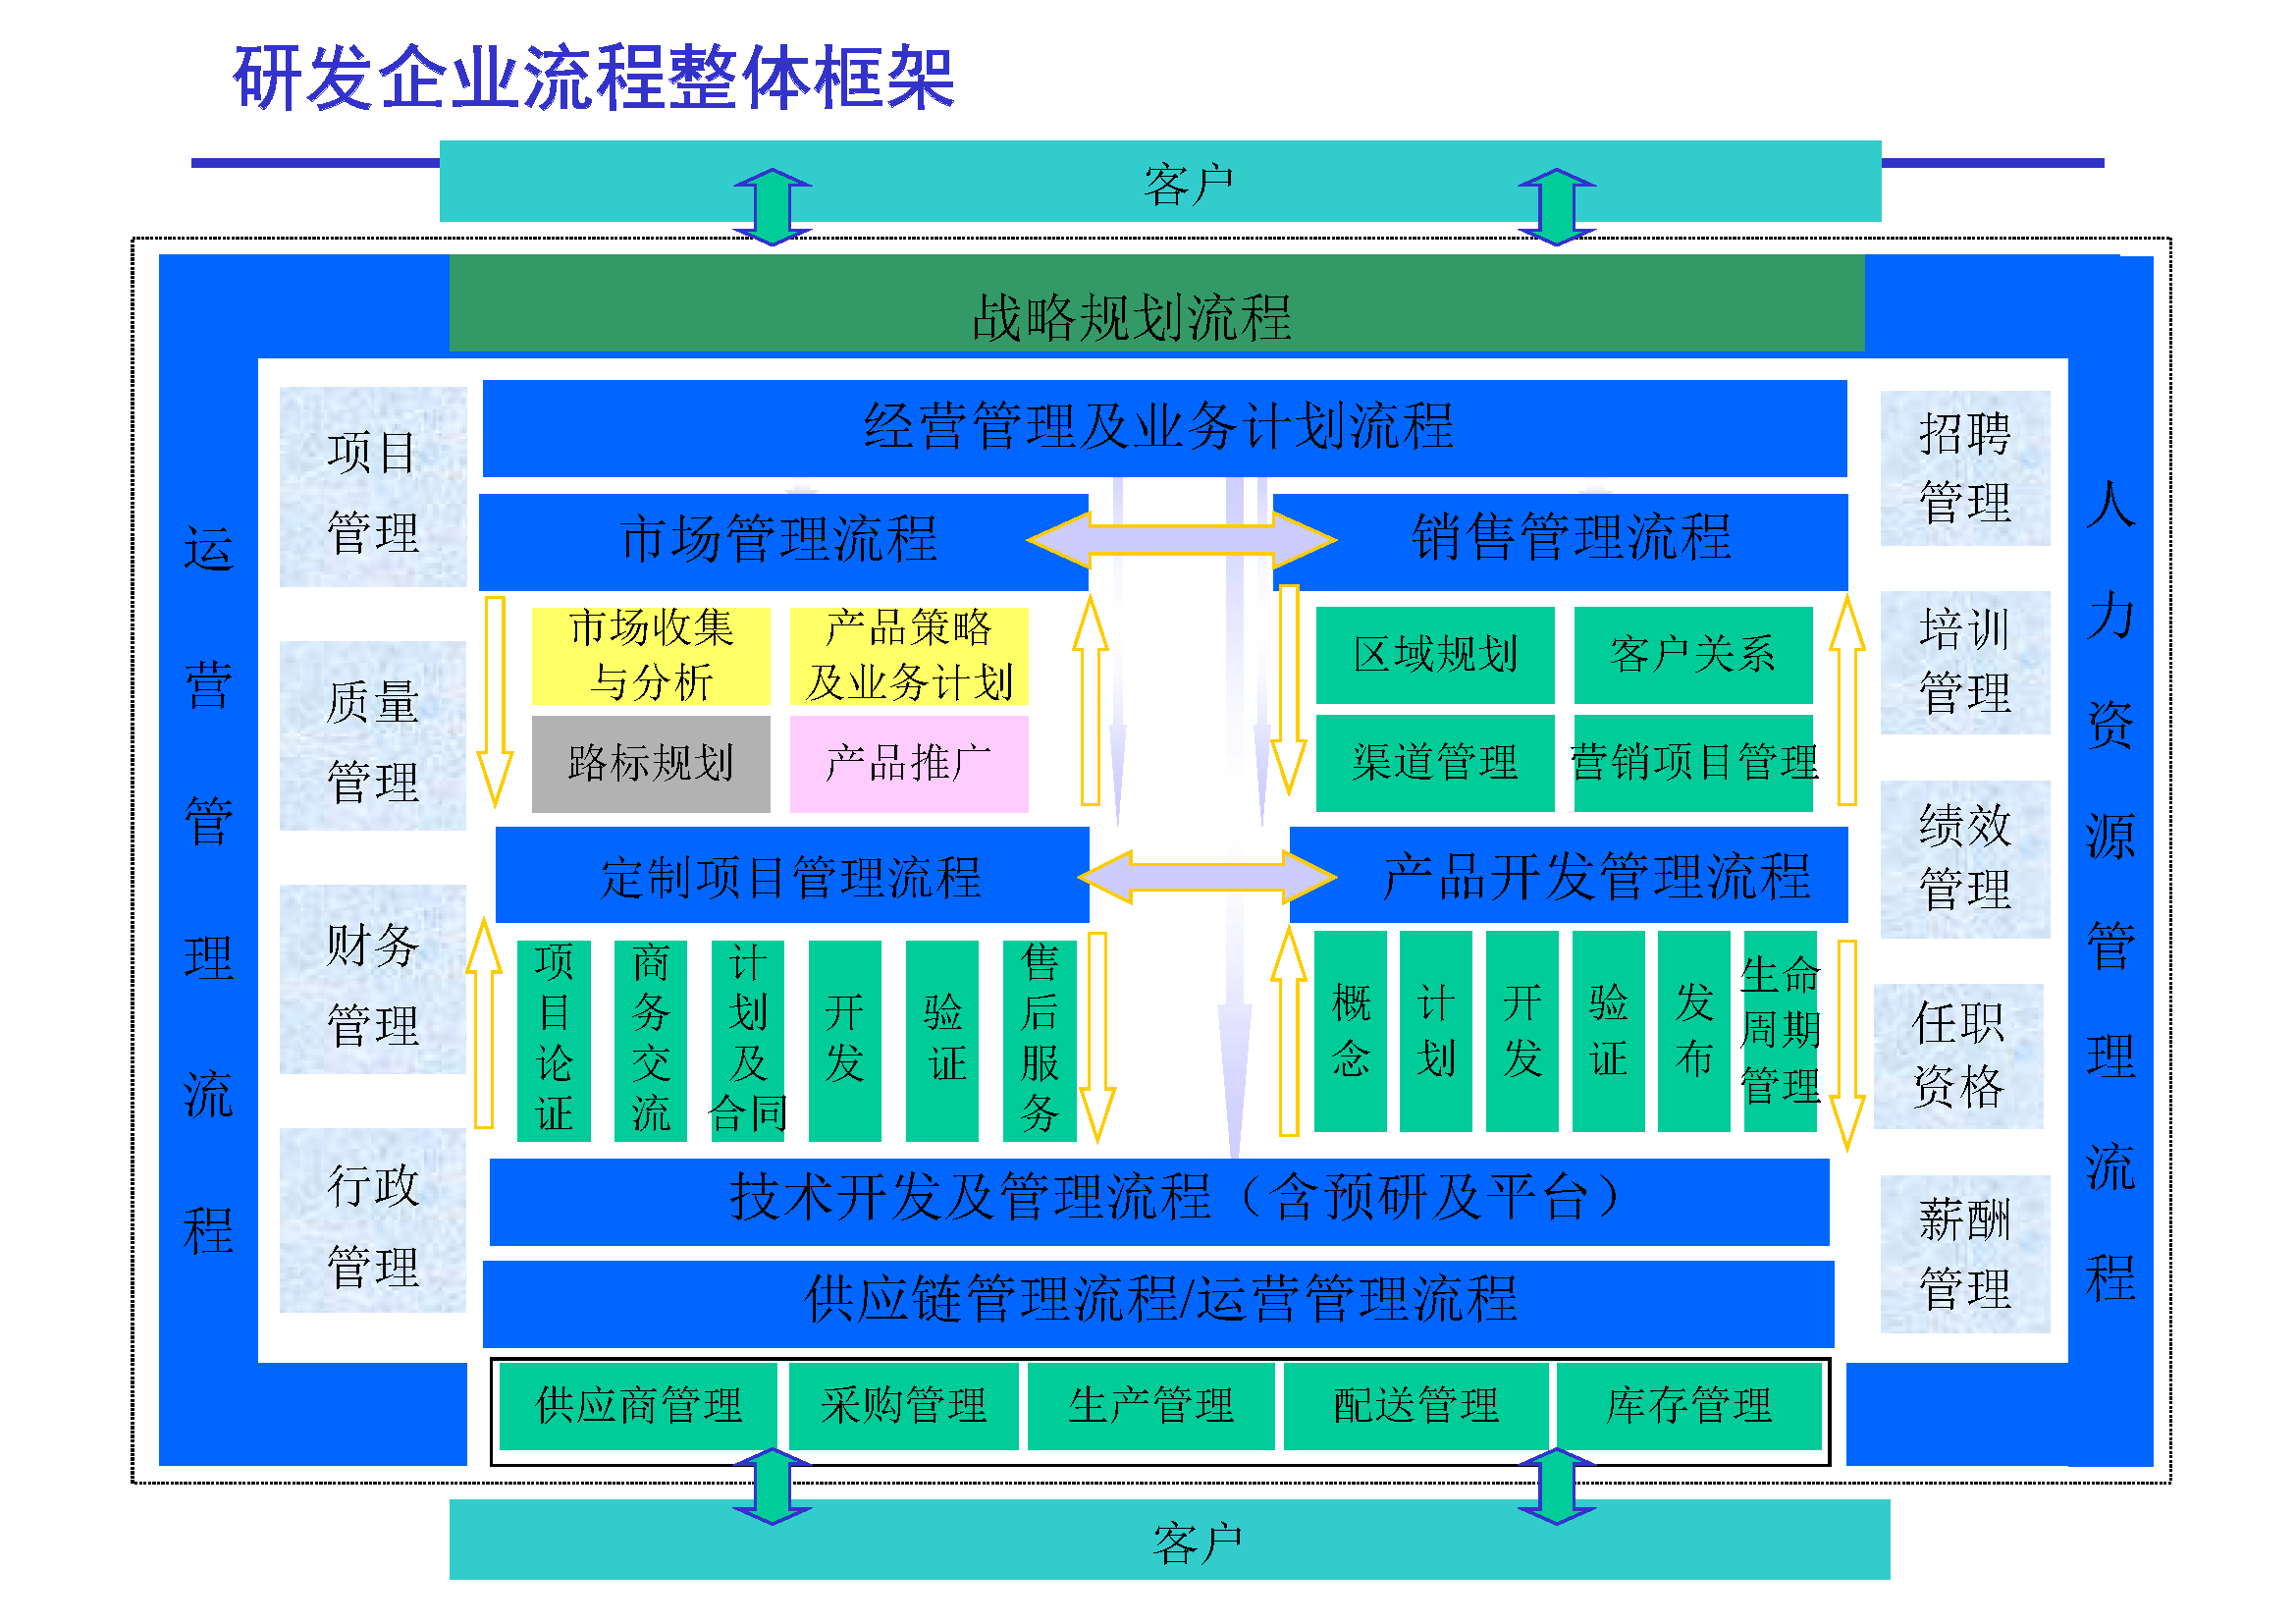 研发企业流程整体框架
客户
战略规划流程
运营管理流程
项目
管理
质量
管理
财务
管理
行政
管理
经营管理及业务计划流程
市场管理流程
销售管理流程
市场收集
与分析
产品策略
及业务计划
路标规划
产品推广
区域规划
客户关系
渠道管理
营销项目管理
定制项目管理流程
产品开发管理流程
项目论证
商务交流
计划及
合同
开发
验证
售后服务
概念
计划
开发
验证
发布
生命
周期
管理
技术开发及管理流程（含预研及平台）
供应链管理流程/运营管理流程
供应商管理
采购管理
生产管理
配送管理
库存管理
招聘
管理
培训
管理
绩效
管理
任职
资格
薪酬
管理
人力资源管理流程
客户